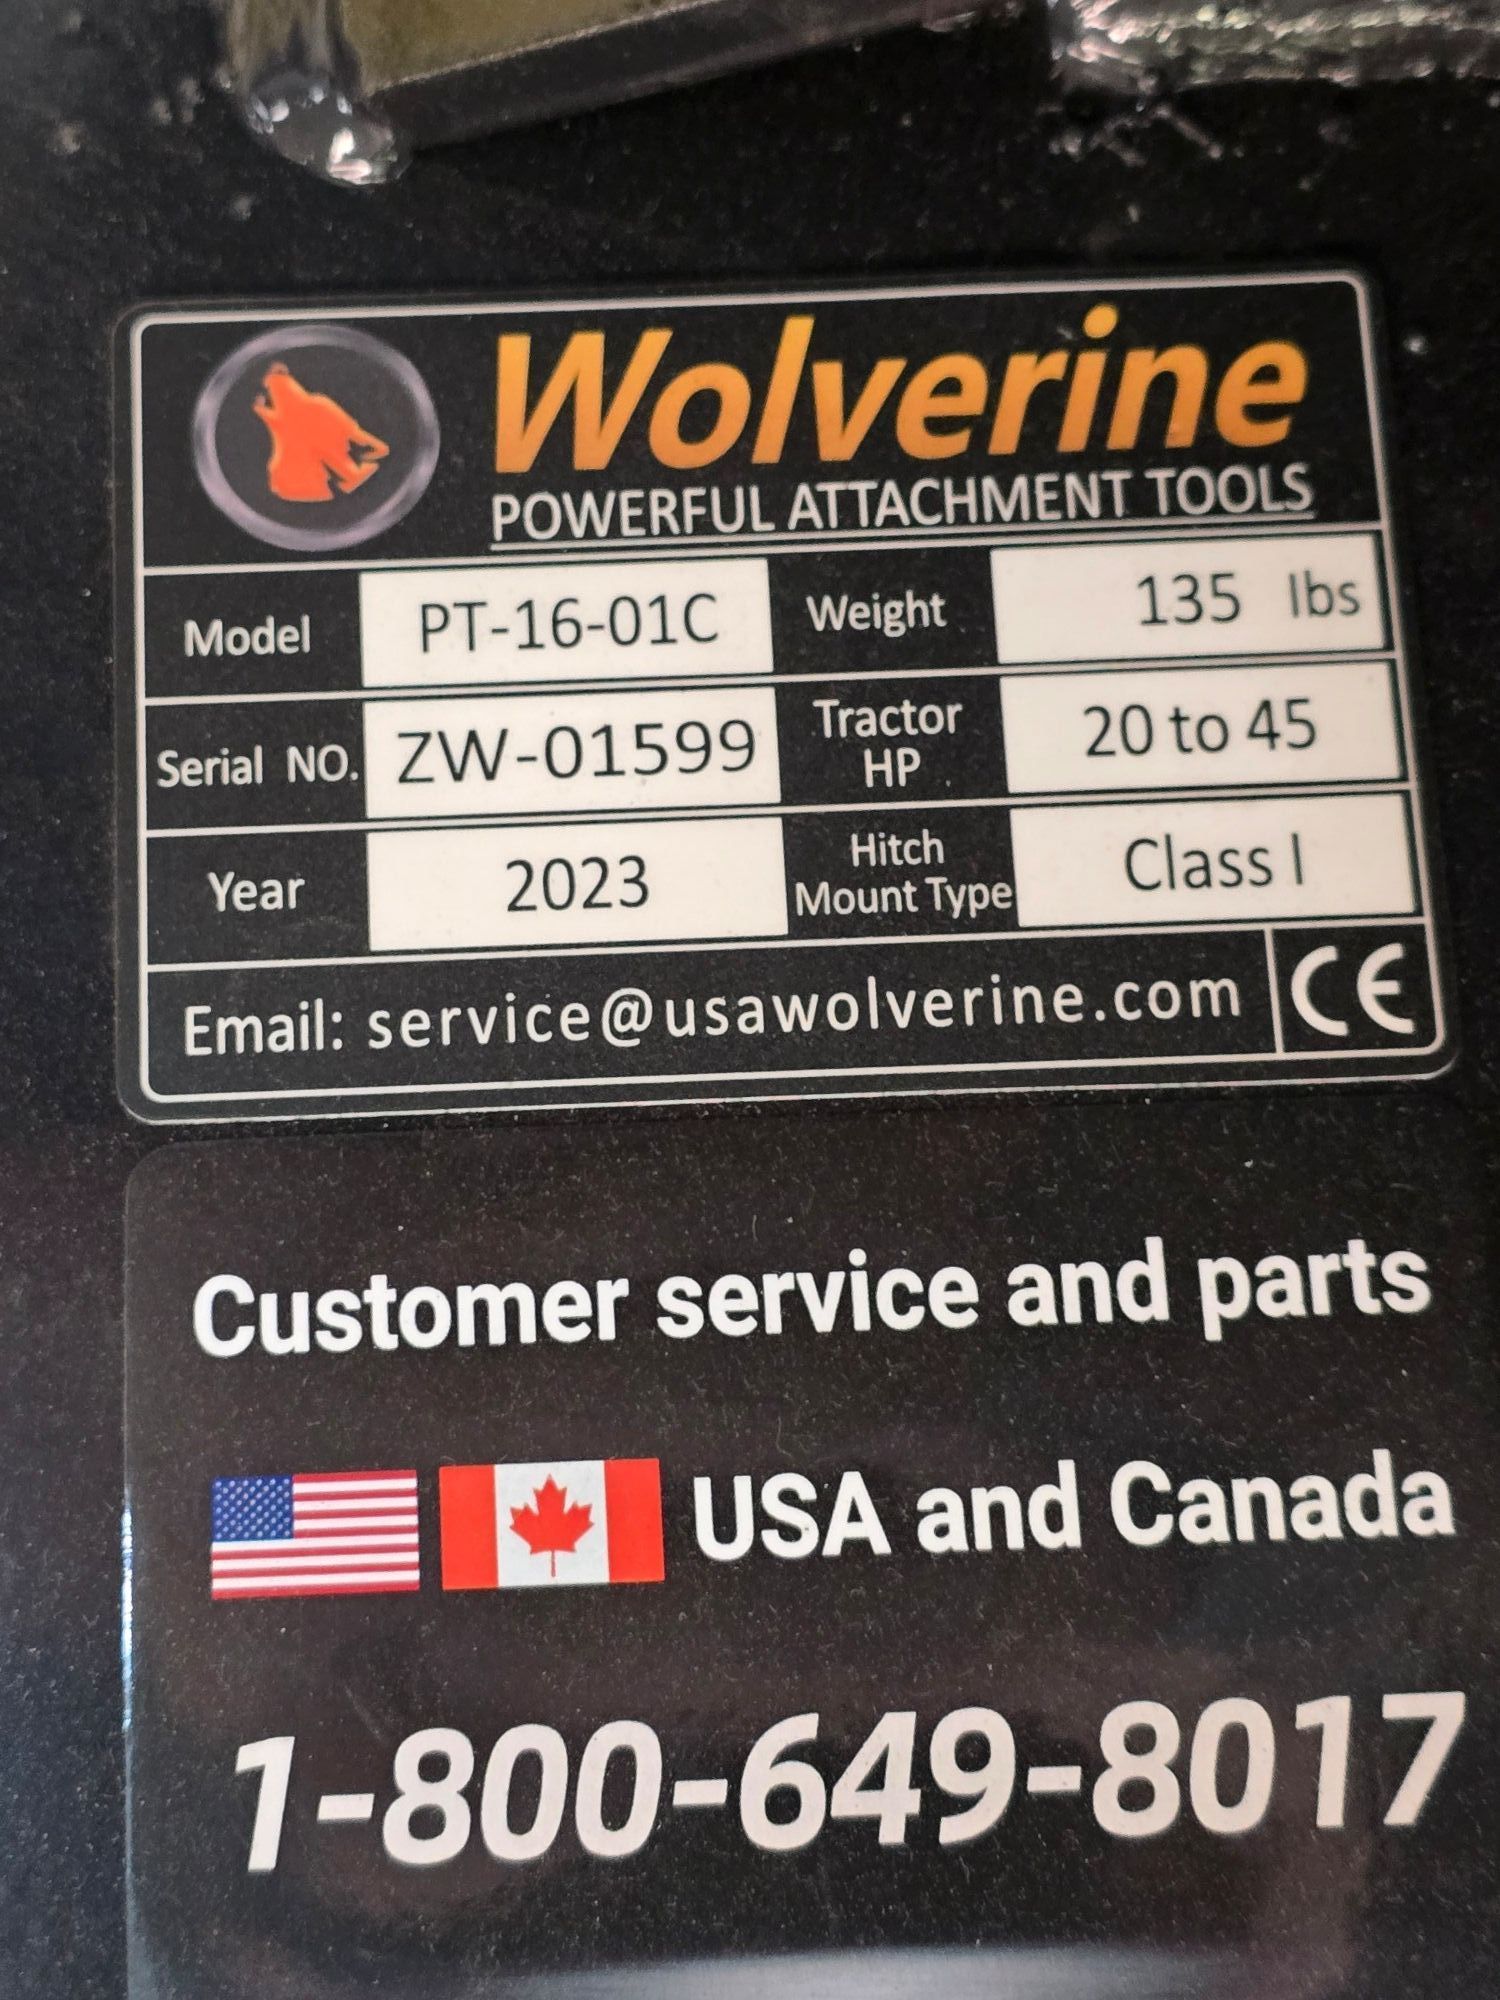 Wolverine
POWERFUL ATTACHMENT TOOLS
Model PT-16-01C Weight 135 lbs
Serial NO. ZW-01599 Tractor HP 20 to 45
Year 2023 Hitch Mount Type Class I
Email: service@usawolverine.com CE
Customer service and parts
USA and Canada
1-800-649-8017